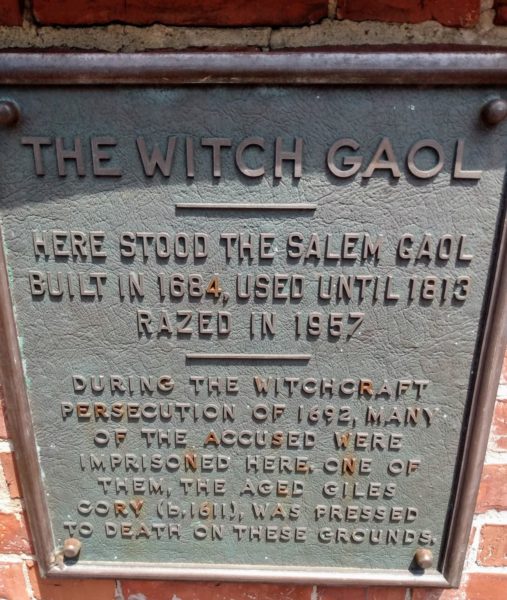 THE WITCH GAOL
HERE STOOD THE SALEM GAOL
BUILT IN 1684, USED UNTIL 1813
RAZED IN 1957
DURING THE WITCHCRAFT
PERSECUTION OF 1692, MANY
OF THE ACCUSED WERE
IMPRISONED HERE. ONE OF
THEM, THE AGED GILES
CORY (b.1611), WAS PRESSED
TO DEATH ON THESE GROUNDS.